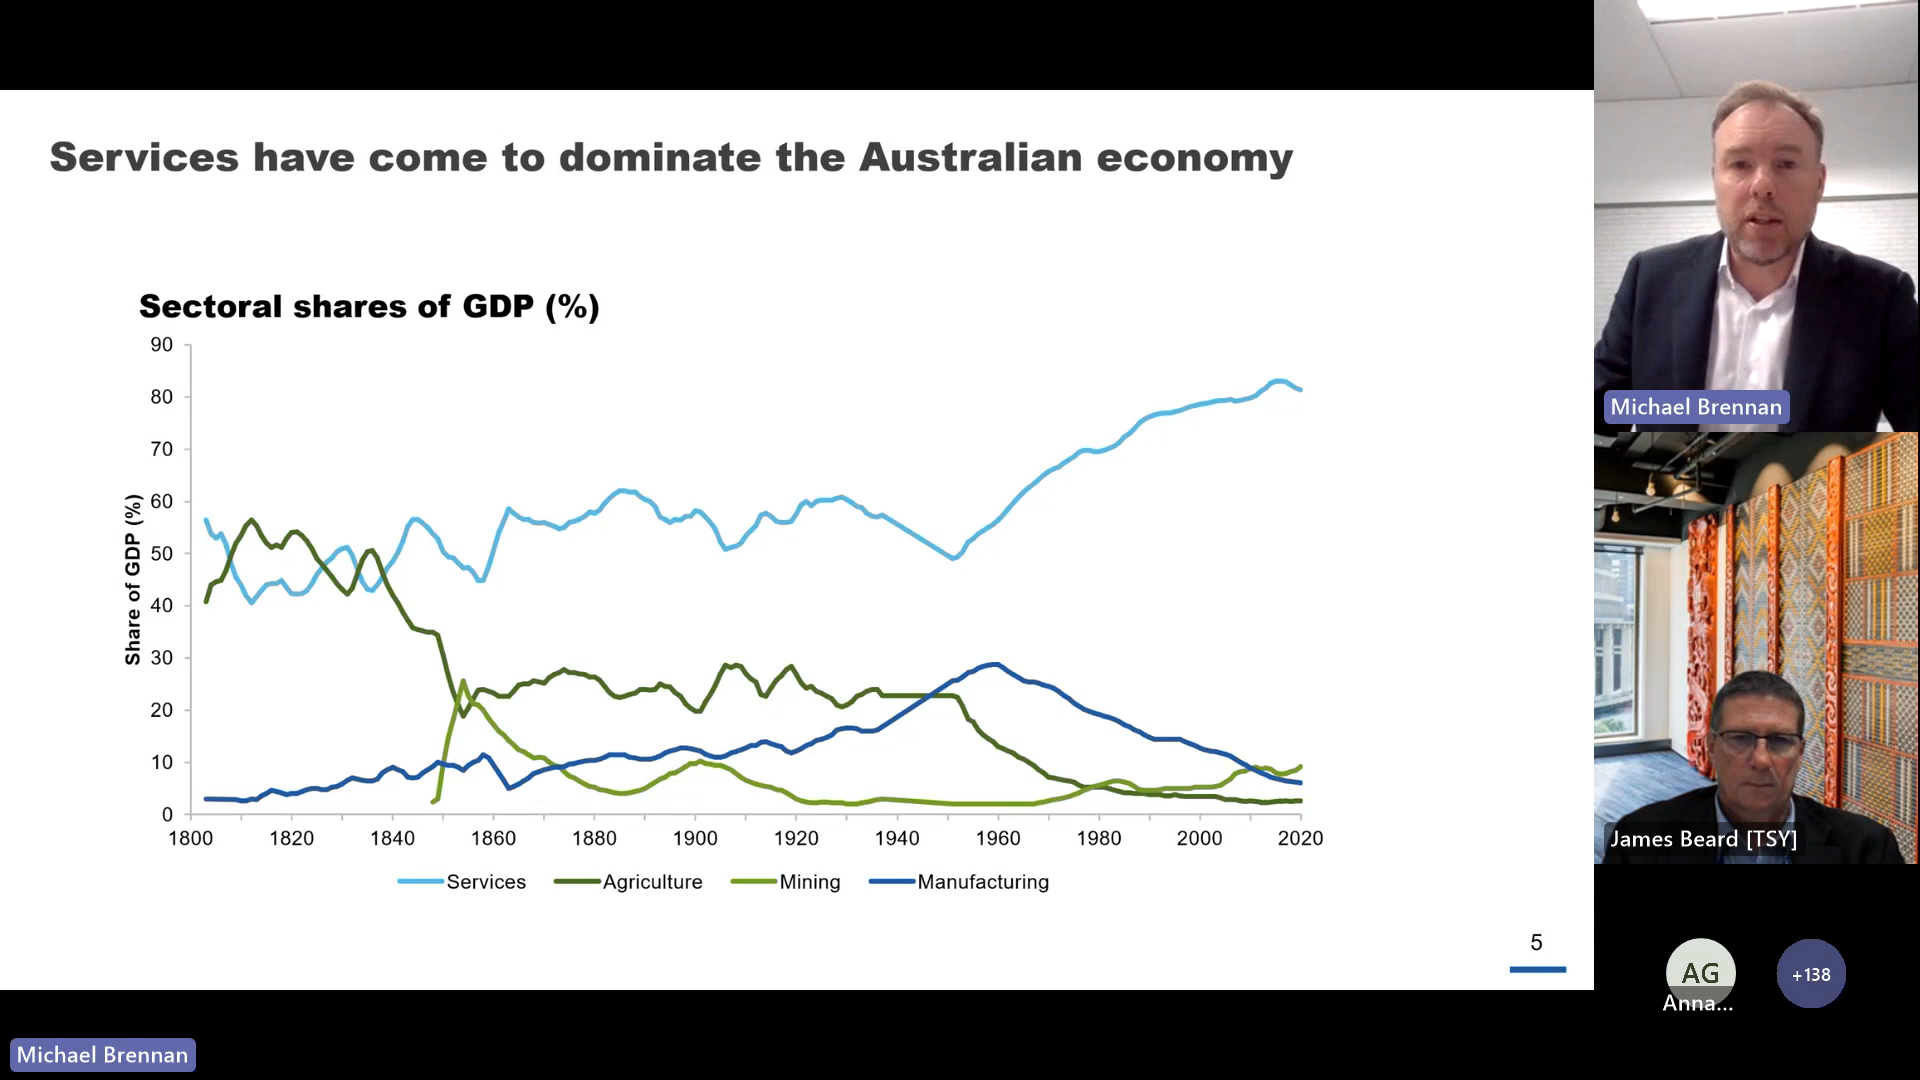 Services have come to dominate the Australian economy
Sectoral shares of GDP (%)
Share of GDP (%)
90
80
70
60
50
40
30
20
10
0
1800 1820 1840 1860 1880 1900 1920 1940 1960 1980 2000 2020
Services Agriculture Mining Manufacturing
5
Michael Brennan
James Beard [TSY]
AG
Anna...
+138
Michael Brennan